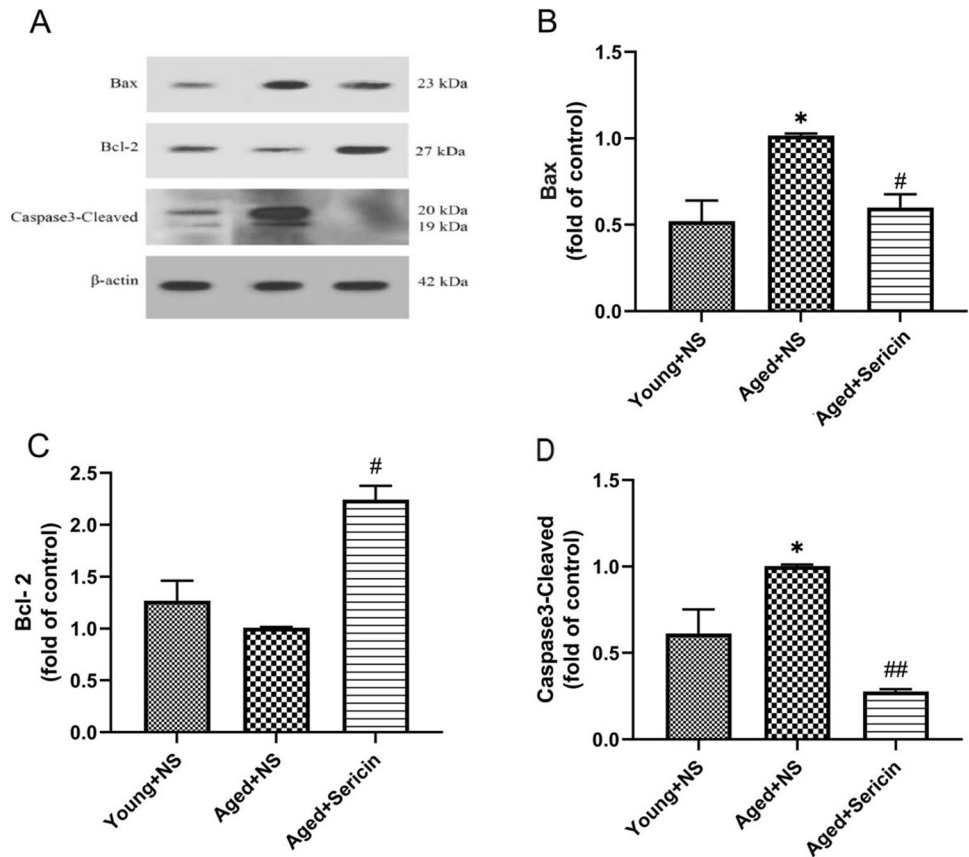 A
Bax
23 kDa
Bcl-2
27 kDa
Caspase3-Cleaved
20 kDa
19 kDa
β-actin
42 kDa
B
Bax
(fold of control)
1.5
1.0
0.5
0.0
*
#
Young+NS
Aged+NS
Aged+Sericin
C
Bcl- 2
(fold of control)
2.5
2.0
1.5
1.0
0.5
0.0
#
Young+NS
Aged+NS
Aged+Sericin
D
Caspase3-Cleaved
(fold of control)
1.5
1.0
0.5
0.0
*
##
Young+NS
Aged+NS
Aged+Sericin